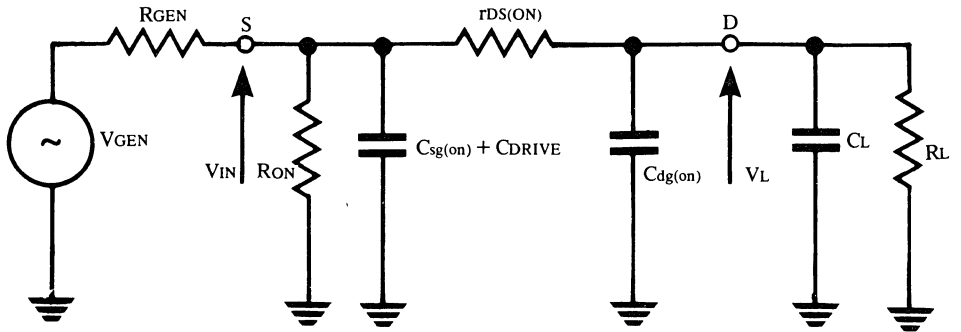 RGEN
S
rDS(ON)
D
VGEN
~
VIN
RON
Csg(on) + CDRIVE
Cdg(on)
VL
CL
RL